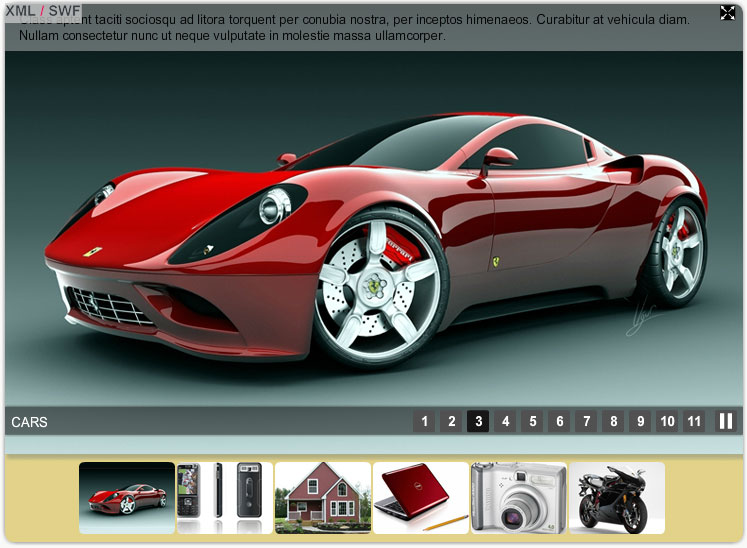 XML / SWF
Class aptent taciti sociosqu ad litora torquent per conubia nostra, per inceptos himenaeos. Curabitur at vehicula diam.
Nullam consectetur nunc ut neque vulputate in molestie massa ullamcorper.
Ferrari
CARS
1 2 3 4 5 6 7 8 9 10 11